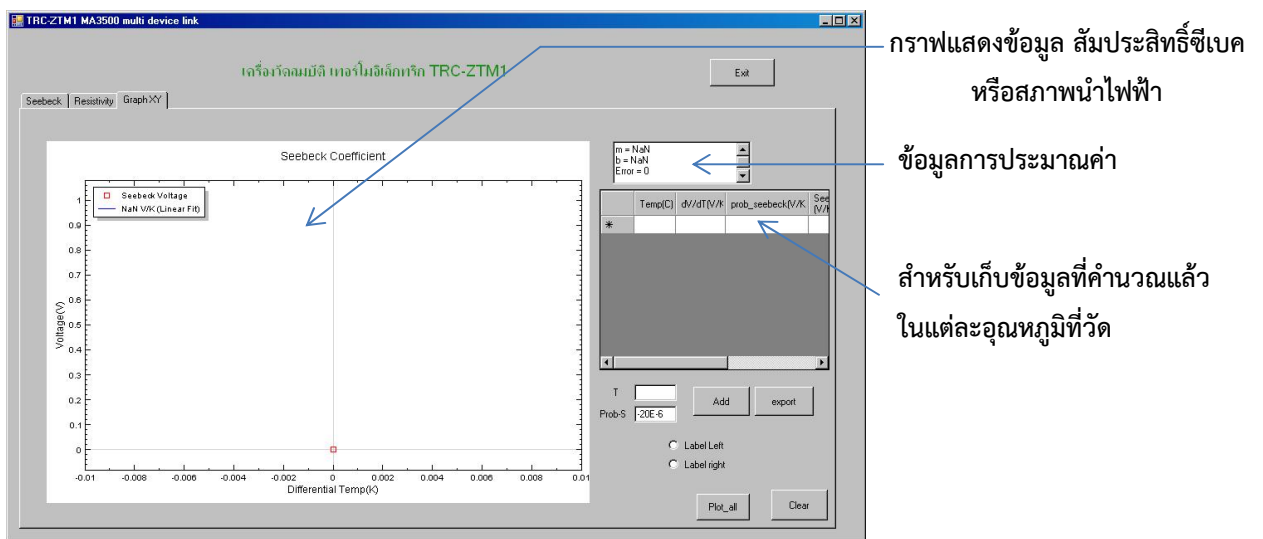 TRC-ZTM1 MA3500 multi device link
เครื่องวัดสมบัติ เทอร์โมอิเล็กทริก TRC-ZTM1
Exit
Seebeck Resistivity Graph XY
Seebeck Coefficient
Seebeck Voltage
NaN V/K (Linear Fit)
1
0.9
0.8
0.7
0.6
0.5
0.4
0.3
0.2
0.1
0
Voltage(V)
-0.01 -0.008 -0.006 -0.004 -0.002 0 0.002 0.004 0.006 0.008 0.01
Differential Temp(K)
m = NaN
b = NaN
Error = 0
Temp(C) dV/dT(V/K prob_seebeck(V/K See
(V/K
*
T
Prob-S -20E-6
Add export
Label Left
Label right
Plot_all Clear
กราฟแสดงข้อมูล สัมประสิทธิ์ซีเบค
หรือสภาพนำไฟฟ้า
ข้อมูลการประมาณค่า
สำหรับเก็บข้อมูลที่คำนวณแล้ว
ในแต่ละอุณหภูมิที่วัด